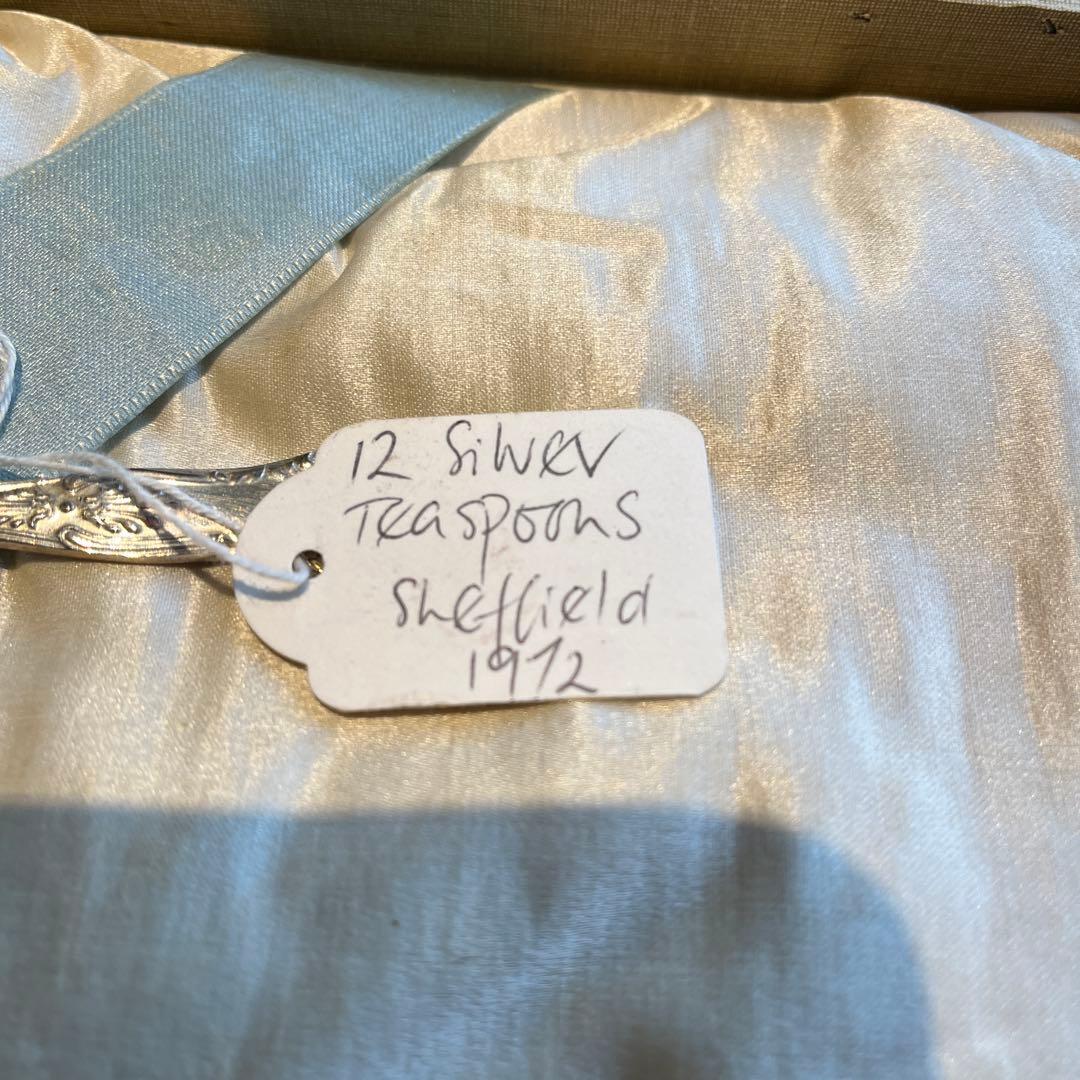 12 Silver
Teaspoons
Sheffield
1972